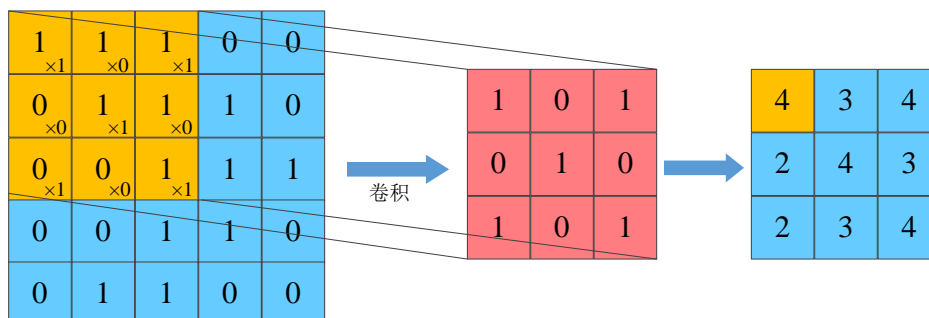 1 1 1 0 0
×1 ×0 ×1
0 1 1 1 0
×0 ×1 ×0
0 0 1 1 1
×1 ×0 ×1
0 0 1 1 0
0 1 1 0 0
卷积
1 0 1
0 1 0
1 0 1
4 3 4
2 4 3
2 3 4